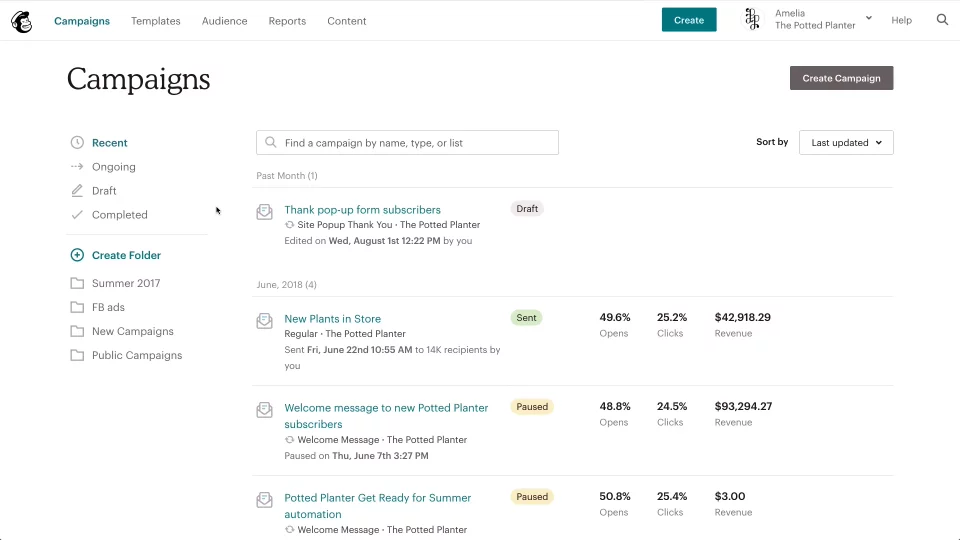 Campaigns Templates Audience Reports Content
Create
Amelia
The Potted Planter
Help
Campaigns
Create Campaign
Recent
Ongoing
Draft
Completed
Create Folder
Summer 2017
FB ads
New Campaigns
Public Campaigns
Find a campaign by name, type, or list
Sort by
Last updated
Past Month (1)
Thank pop-up form subscribers
Draft
Site Popup Thank You · The Potted Planter
Edited on Wed, August 1st 12:22 PM by you
June, 2018 (4)
New Plants in Store
Sent
49.6% 25.2% $42,918.29
Opens Clicks Revenue
Regular · The Potted Planter
Sent Fri, June 22nd 10:55 AM to 14K recipients by
you
Welcome message to new Potted Planter
subscribers
Paused
48.8% 24.5% $93,294.27
Opens Clicks Revenue
Welcome Message · The Potted Planter
Paused on Thu, June 7th 3:27 PM
Potted Planter Get Ready for Summer
automation
Paused
50.8% 25.4% $3.00
Opens Clicks Revenue
Welcome Message · The Potted Planter